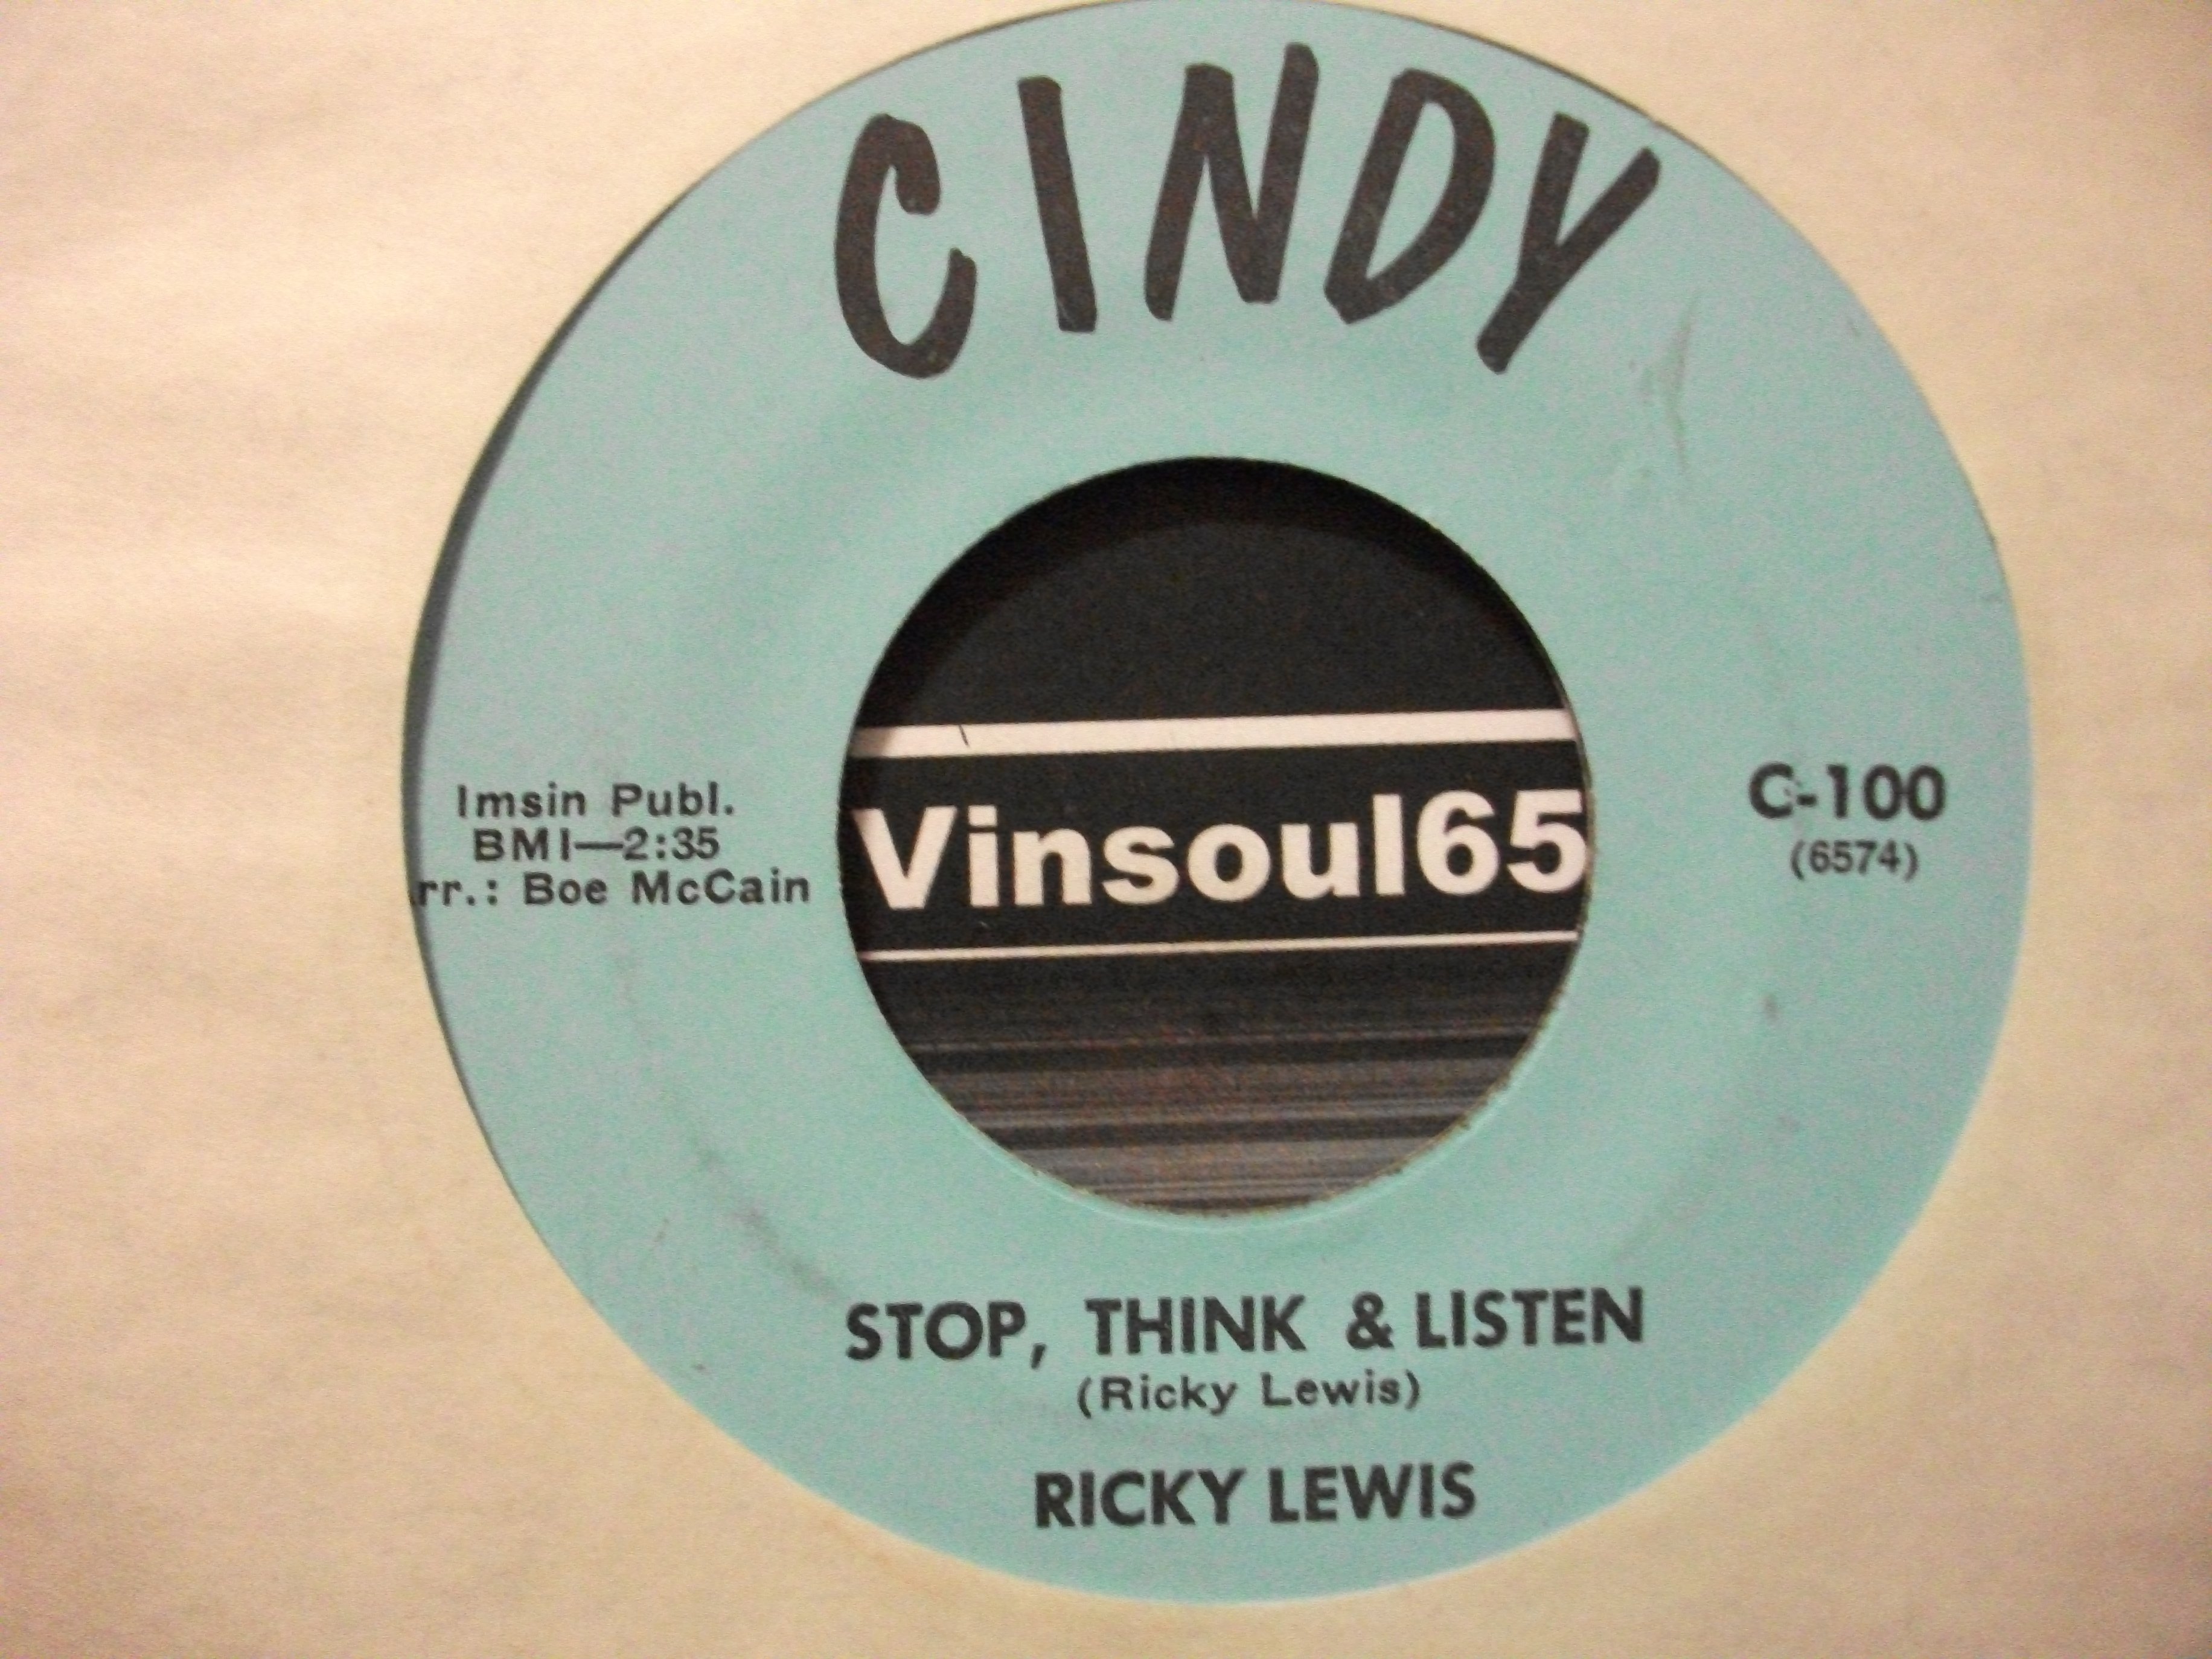 CINDY
Imsin Publ.
BMI—2:35
rr.: Boe McCain
Vinsoul65
C-100
(6574)
STOP, THINK & LISTEN
(Ricky Lewis)
RICKY LEWIS